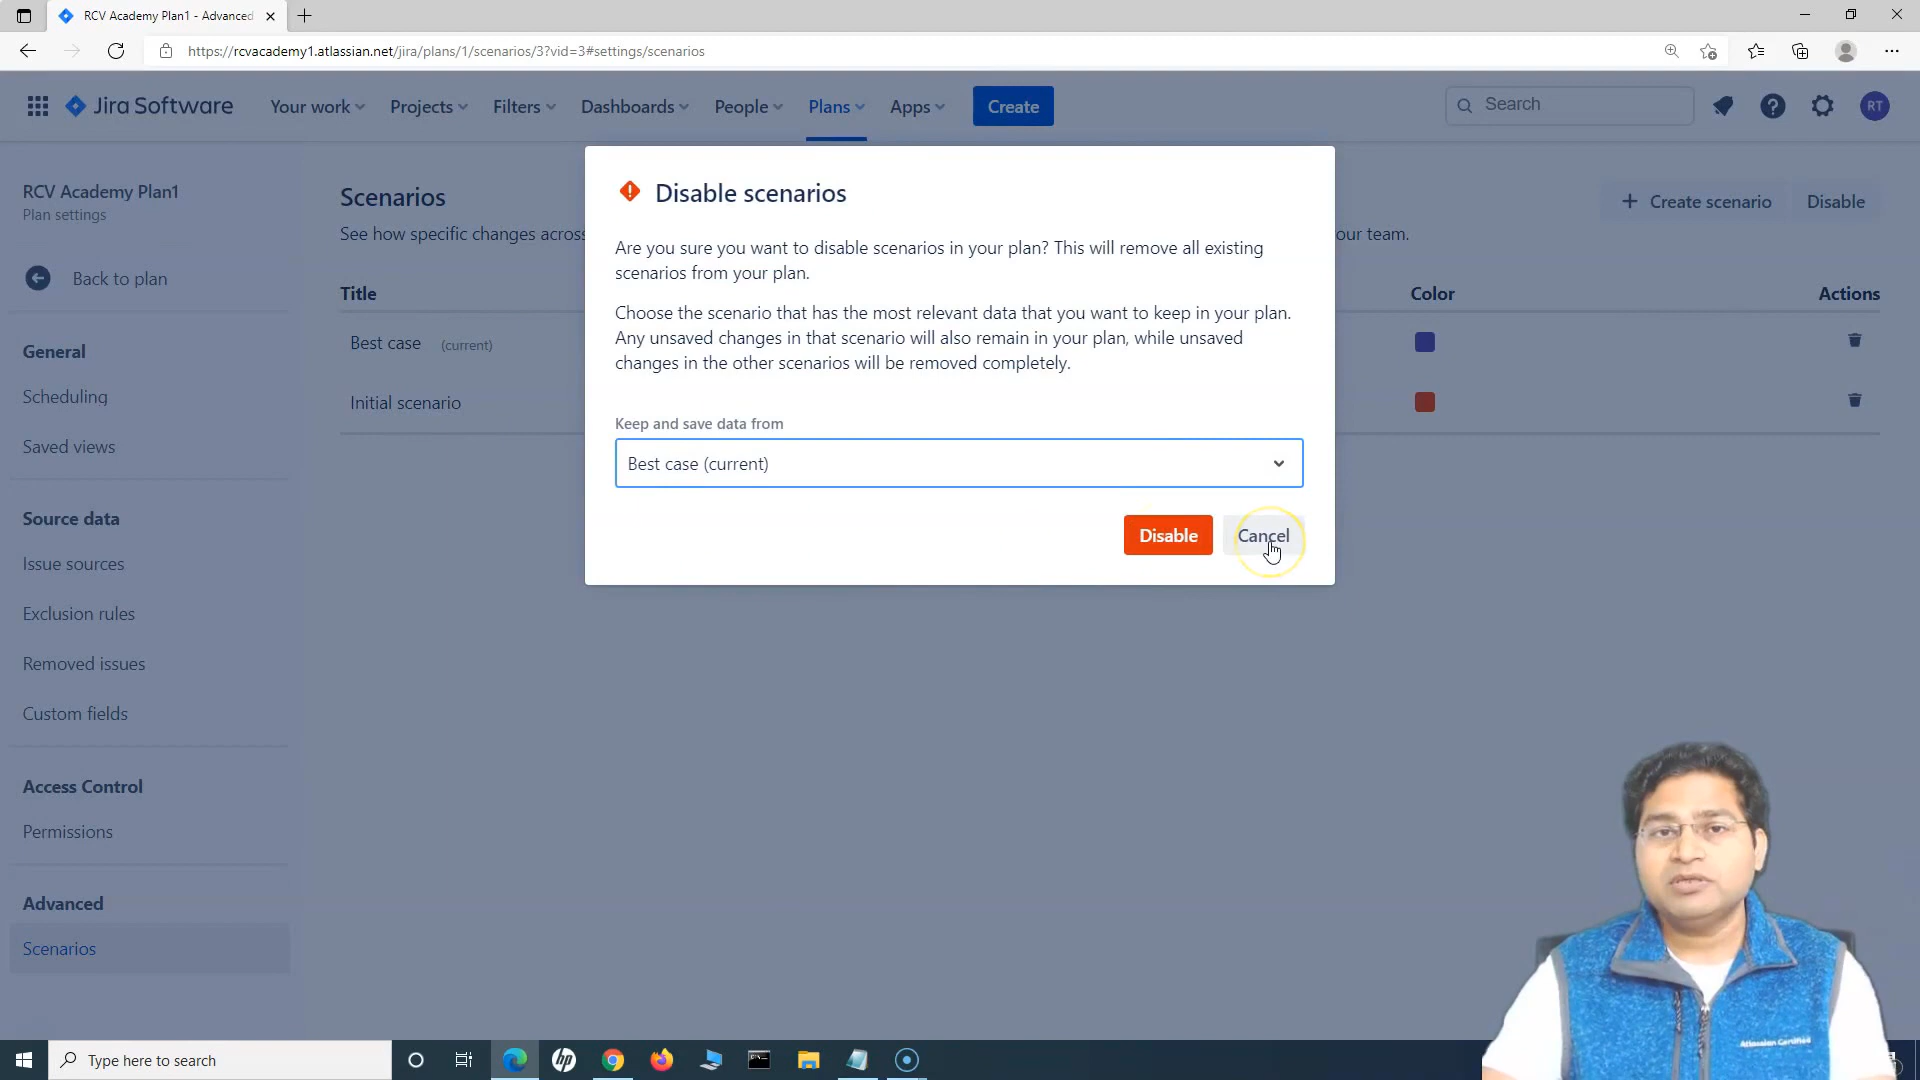 RCV Academy Plan1 - Advanced
https://rcvacademy1.atlassian.net/jira/plans/1/scenarios/3?vid=3#settings/scenarios
Jira Software Your work Projects Filters Dashboards People Plans Apps Create Search RT
RCV Academy Plan1
Plan settings
Back to plan
General
Scheduling
Saved views
Source data
Issue sources
Exclusion rules
Removed issues
Custom fields
Access Control
Permissions
Advanced
Scenarios
Scenarios
+ Create scenario Disable
See how specific changes across our team.
Title Color Actions
Best case (current)
Initial scenario
Disable scenarios
Are you sure you want to disable scenarios in your plan? This will remove all existing
scenarios from your plan.
Choose the scenario that has the most relevant data that you want to keep in your plan.
Any unsaved changes in that scenario will also remain in your plan, while unsaved
changes in the other scenarios will be removed completely.
Keep and save data from
Best case (current)
Disable Cancel
Atlassian Certified
Type here to search
hp